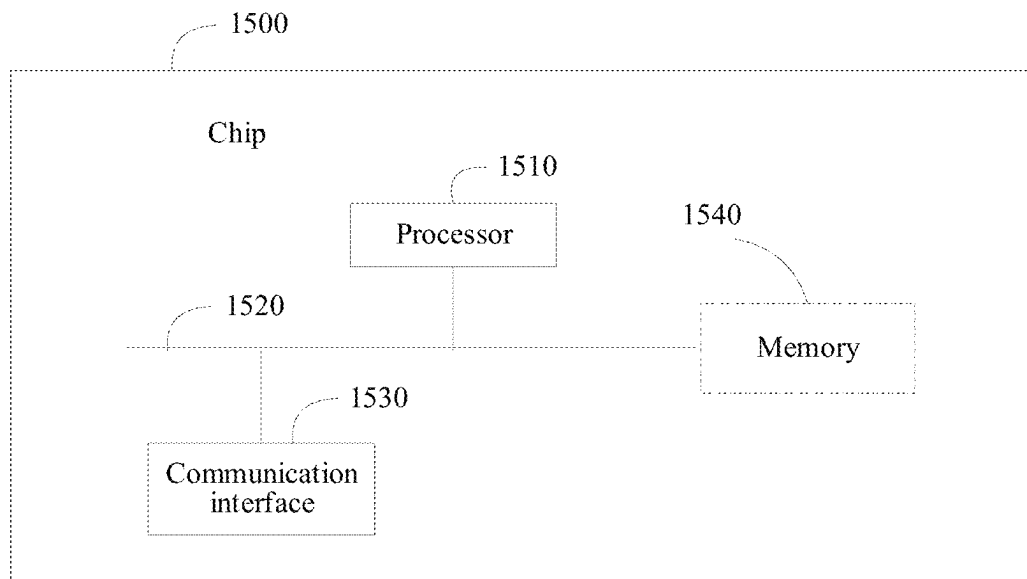 1500
Chip
1510
Processor
1540
1520
Memory
1530
Communication
interface